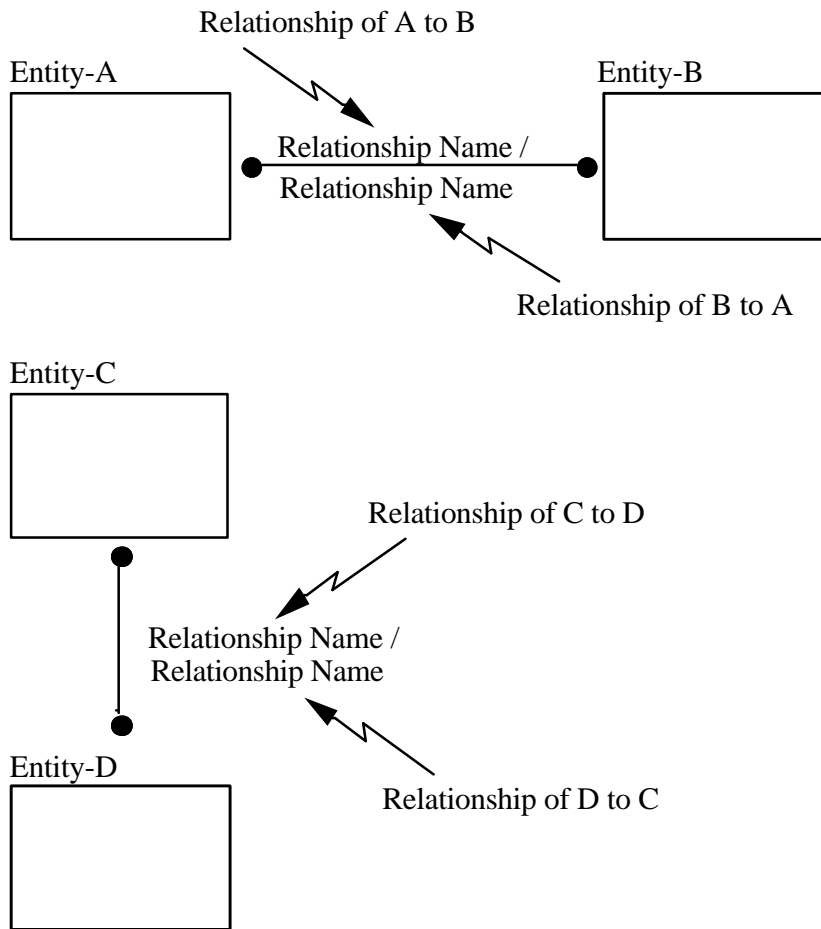 Relationship of A to B
Entity-A
Entity-B
Relationship Name /
Relationship Name
Relationship of B to A
Entity-C
Relationship of C to D
Relationship Name /
Relationship Name
Entity-D
Relationship of D to C